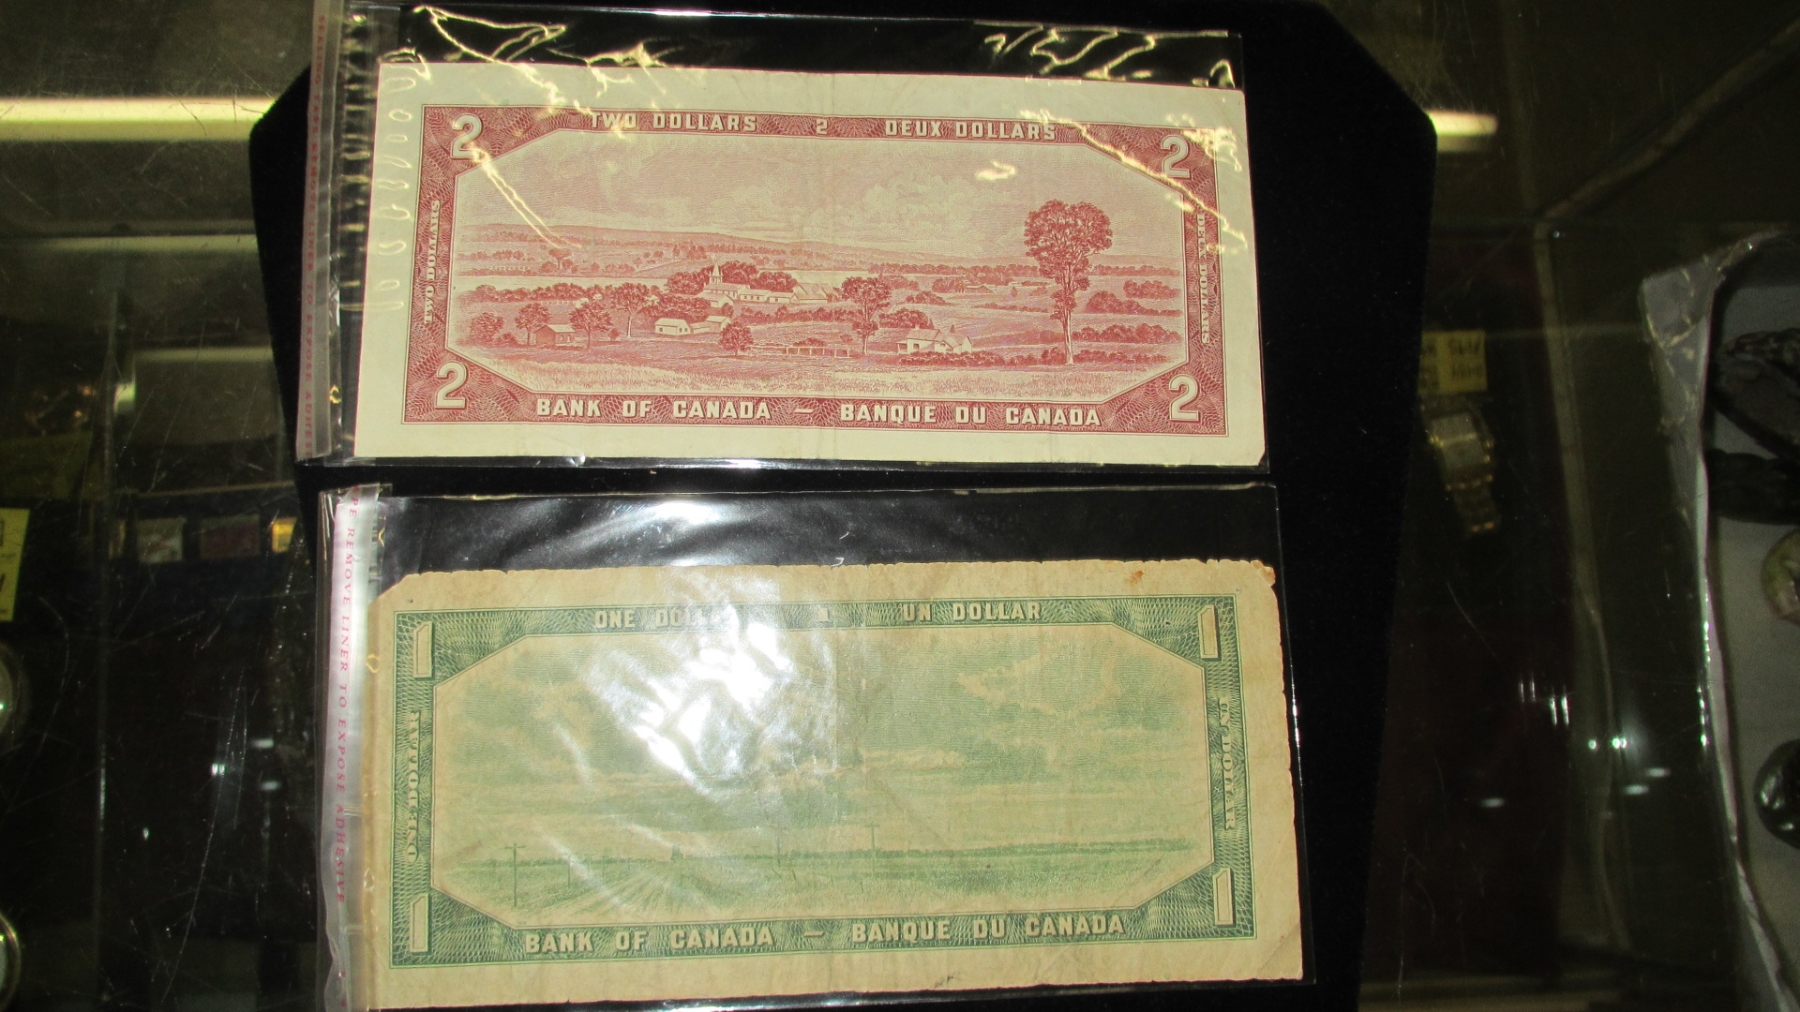 2 TWO DOLLARS 2 DEUX DOLLARS 2
TWO DOLLARS
DEUX DOLLARS
2 BANK OF CANADA — BANQUE DU CANADA 2
REMOVE LINER TO EXPOSE ADHESIVE
1 ONE DOLLAR 1 UN DOLLAR 1
ONE DOLLAR
UN DOLLAR
1 BANK OF CANADA — BANQUE DU CANADA 1